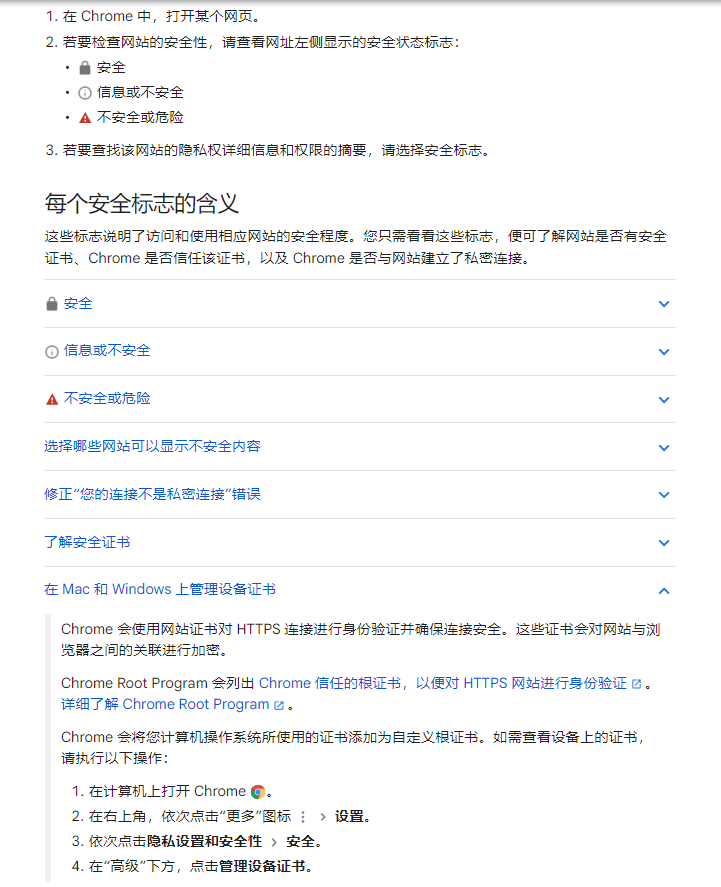 1. 在 Chrome 中，打开某个网页。
2. 若要检查网站的安全性，请查看网址左侧显示的安全状态标志：
• 安全
• 信息或不安全
• 不安全或危险
3. 若要查找该网站的隐私权详细信息和权限的摘要，请选择安全标志。
每个安全标志的含义
这些标志说明了访问和使用相应网站的安全程度。您只需看看这些标志，便可了解网站是否有安全
证书、Chrome 是否信任该证书，以及 Chrome 是否与网站建立了私密连接。
安全
信息或不安全
不安全或危险
选择哪些网站可以显示不安全内容
修正“您的连接不是私密连接”错误
了解安全证书
在 Mac 和 Windows 上管理设备证书
Chrome 会使用网站证书对 HTTPS 连接进行身份验证并确保连接安全。这些证书会对网站与浏
览器之间的关联进行加密。
Chrome Root Program 会列出 Chrome 信任的根证书，以便对 HTTPS 网站进行身份验证 。
详细了解 Chrome Root Program 。
Chrome 会将您计算机操作系统所使用的证书添加为自定义根证书。如需查看设备上的证书，
请执行以下操作：
1. 在计算机上打开 Chrome 。
2. 在右上角，依次点击“更多”图标 ⋮ > 设置。
3. 依次点击隐私设置和安全性 > 安全。
4. 在“高级”下方，点击管理设备证书。